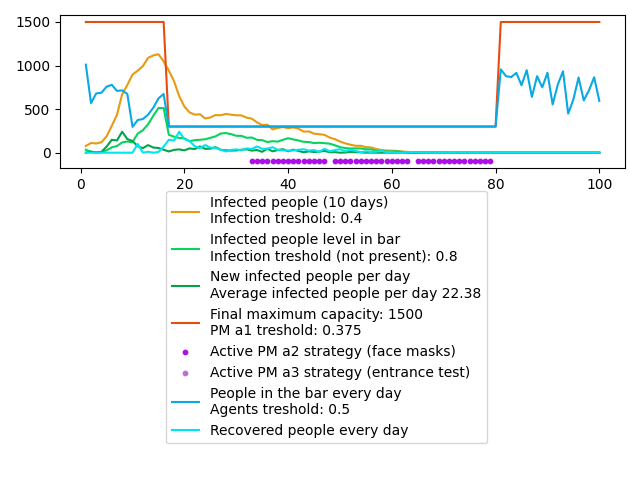 1500
1000
500
0
0
20
40
60
80
100
Infected people (10 days)
Infection treshold: 0.4
Infected people level in bar
Infection treshold (not present): 0.8
New infected people per day
Average infected people per day 22.38
Final maximum capacity: 1500
PM a1 treshold: 0.375
Active PM a2 strategy (face masks)
Active PM a3 strategy (entrance test)
People in the bar every day
Agents treshold: 0.5
Recovered people every day